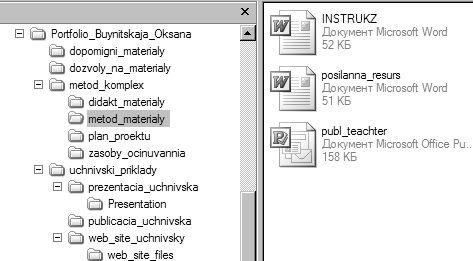 Portfolio_Buynitskaja_Oksana
dopomigni_materialy
dozvoly_na_materialy
metod_komplex
didakt_materialy
metod_materialy
plan_proektu
zasoby_ocinuvannia
uchnivski_priklady
prezentacia_uchnivska
Presentation
publicacia_uchnivska
web_site_uchnivsky
web_site_files
INSTRUKZ
Документ Microsoft Word
52 КБ
posilanna_resurs
Документ Microsoft Word
51 КБ
publ_teachter
Документ Microsoft Office Pu...
158 КБ